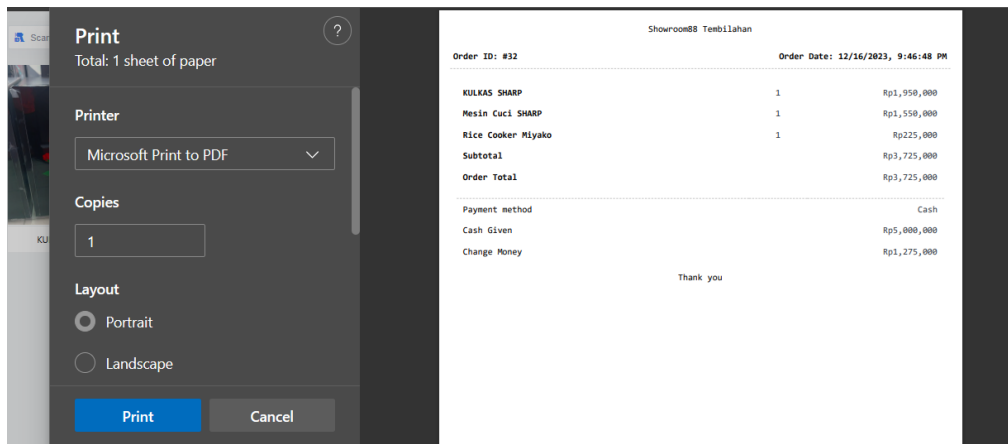 Scan
KU
Print
?
Total: 1 sheet of paper
Printer
Microsoft Print to PDF
Copies
1
Layout
Portrait
Landscape
Print Cancel
Showroom88 Tembilahan
Order ID: #32 Order Date: 12/16/2023, 9:46:48 PM
KULKAS SHARP 1 Rp1,950,000
Mesin Cuci SHARP 1 Rp1,550,000
Rice Cooker Miyako 1 Rp225,000
Subtotal Rp3,725,000
Order Total Rp3,725,000
Payment method Cash
Cash Given Rp5,000,000
Change Money Rp1,275,000
Thank you